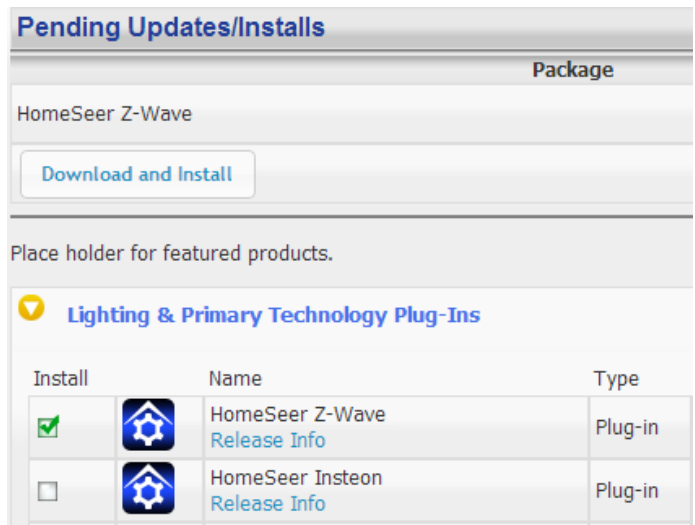 Pending Updates/Installs
Package
HomeSeer Z-Wave
Download and Install
Place holder for featured products.
Lighting & Primary Technology Plug-Ins
Install Name Type
HomeSeer Z-Wave
Release Info
Plug-in
HomeSeer Insteon
Release Info
Plug-in